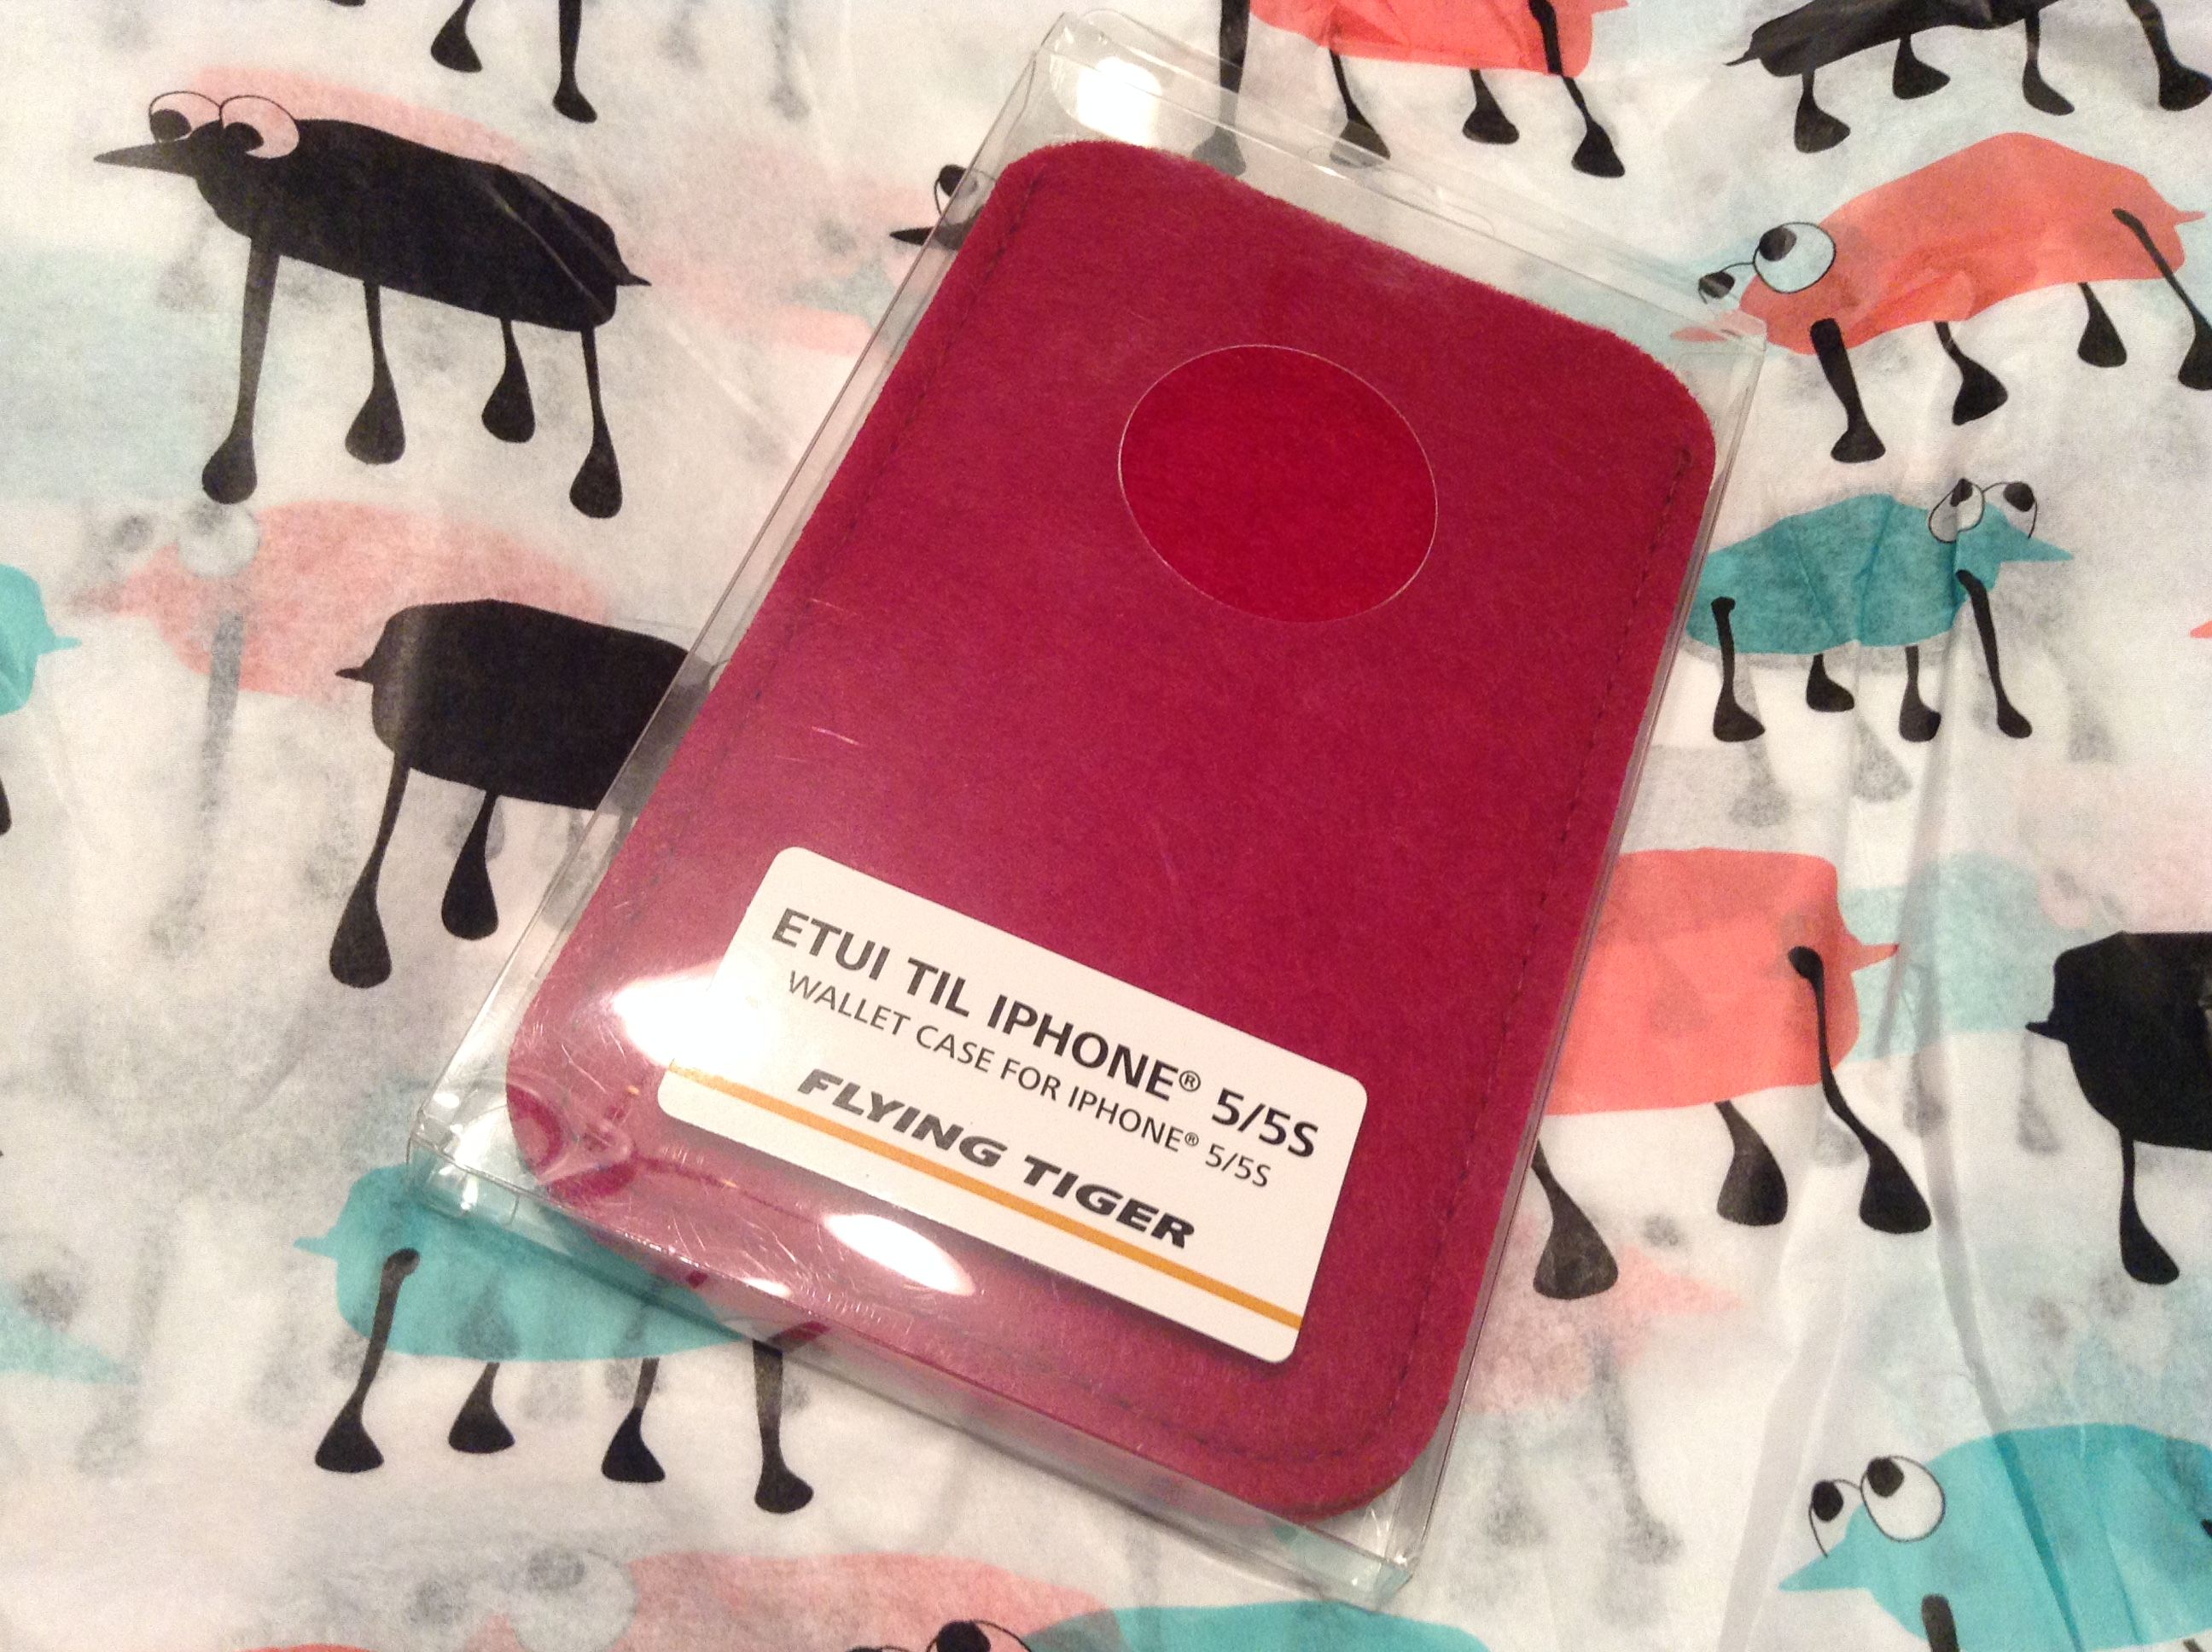 ETUI TIL IPHONE® 5/5S
WALLET CASE FOR IPHONE® 5/5S
FLYING TIGER